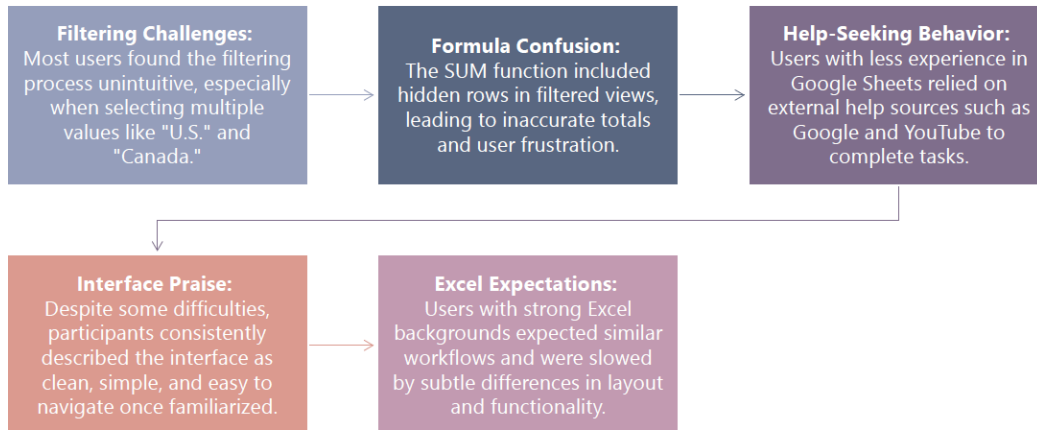 Filtering Challenges:
Most users found the filtering
process unintuitive, especially
when selecting multiple
values like "U.S." and
"Canada."
Formula Confusion:
The SUM function included
hidden rows in filtered views,
leading to inaccurate totals
and user frustration.
Help-Seeking Behavior:
Users with less experience in
Google Sheets relied on
external help sources such as
Google and YouTube to
complete tasks.
Interface Praise:
Despite some difficulties,
participants consistently
described the interface as
clean, simple, and easy to
navigate once familiarized.
Excel Expectations:
Users with strong Excel
backgrounds expected similar
workflows and were slowed
by subtle differences in layout
and functionality.